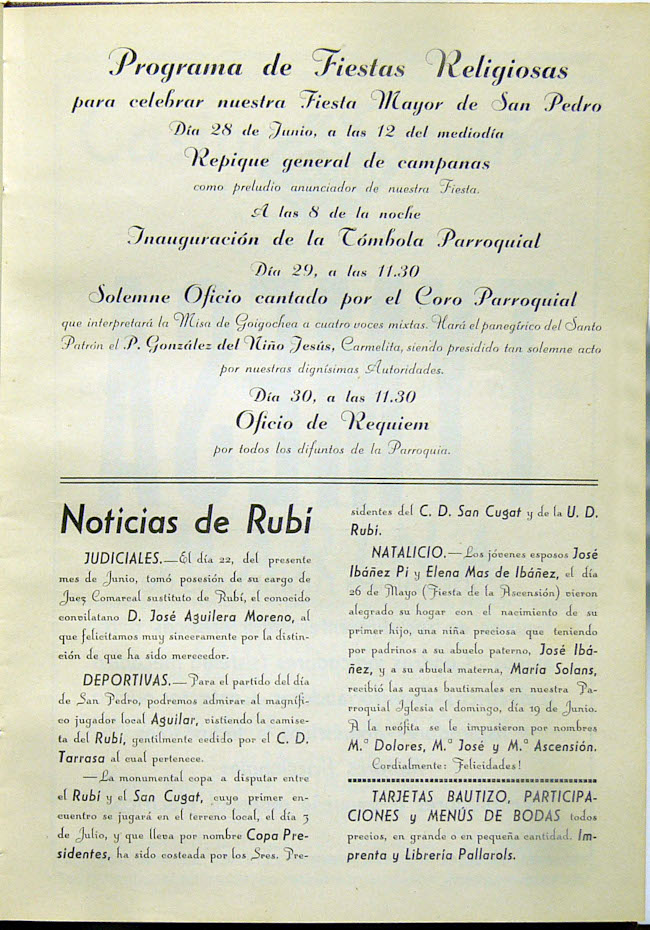 Programa de Fiestas Religiosas
para celebrar nuestra Fiesta Mayor de San Pedro
Día 28 de Junio, a las 12 del mediodía
Repique general de campanas
como preludio anunciador de nuestra Fiesta.
A las 8 de la noche
Inauguración de la Tómbola Parroquial
Día 29, a las 11.30
Solemne Oficio cantado por el Coro Parroquial
que interpretará la Misa de Goigochea a cuatro voces mixtas. Hará el panegírico del Santo
Patrón el P. González del Niño Jesús, Carmelita, siendo presidido tan solemne acto
por nuestras dignísimas Autoridades.
Día 30, a las 11.30
Oficio de Requiem
por todos los difuntos de la Parroquia.
Noticias de Rubí
JUDICIALES.—El día 22, del presente
mes de Junio, tomó posesión de su cargo de
Juez Comarcal sustituto de Rubí, el conocido
convilatano D. José Aguilera Moreno, al
que felicitamos muy sinceramente por la distin-
ción de que ha sido merecedor.
DEPORTIVAS.—Para el partido del día
de San Pedro, podremos admirar al magnífi-
co jugador local Aguilar, vistiendo la camise-
ta del Rubí, gentilmente cedido por el C. D.
Tarrasa al cual pertenece.
—La monumental copa a disputar entre
el Rubí y el San Cugat, cuyo primer en-
cuentro se jugará en el terreno local, el día 3
de Julio, y que lleva por nombre Copa Pre-
sidentes, ha sido costeada por los Sres. Pre-
sidentes del C. D. San Cugat y de la U. D.
Rubi.
NATALICIO.—Los jóvenes esposos José
Ibáñez Pi y Elena Mas de Ibáñez, el día
26 de Mayo (Fiesta de la Ascensión) vieron
alegrado su hogar con el nacimiento de su
primer hijo, una niña preciosa que teniendo
por padrinos a su abuelo paterno, José Ibá-
ñez, y a su abuela materna, María Solans,
recibió las aguas bautismales en nuestra Pa-
rroquial Iglesia el domingo, día 19 de Junio.
A la neófita se le impusieron por nombres
M.ª Dolores, M.ª José y M.ª Ascensión.
Cordialmente: Felicidades!
TARJETAS BAUTIZO, PARTICIPA-
CIONES y MENÚS DE BODAS todos
precios, en grande o en pequeña cantidad. Im-
prenta y Librería Pallarols.